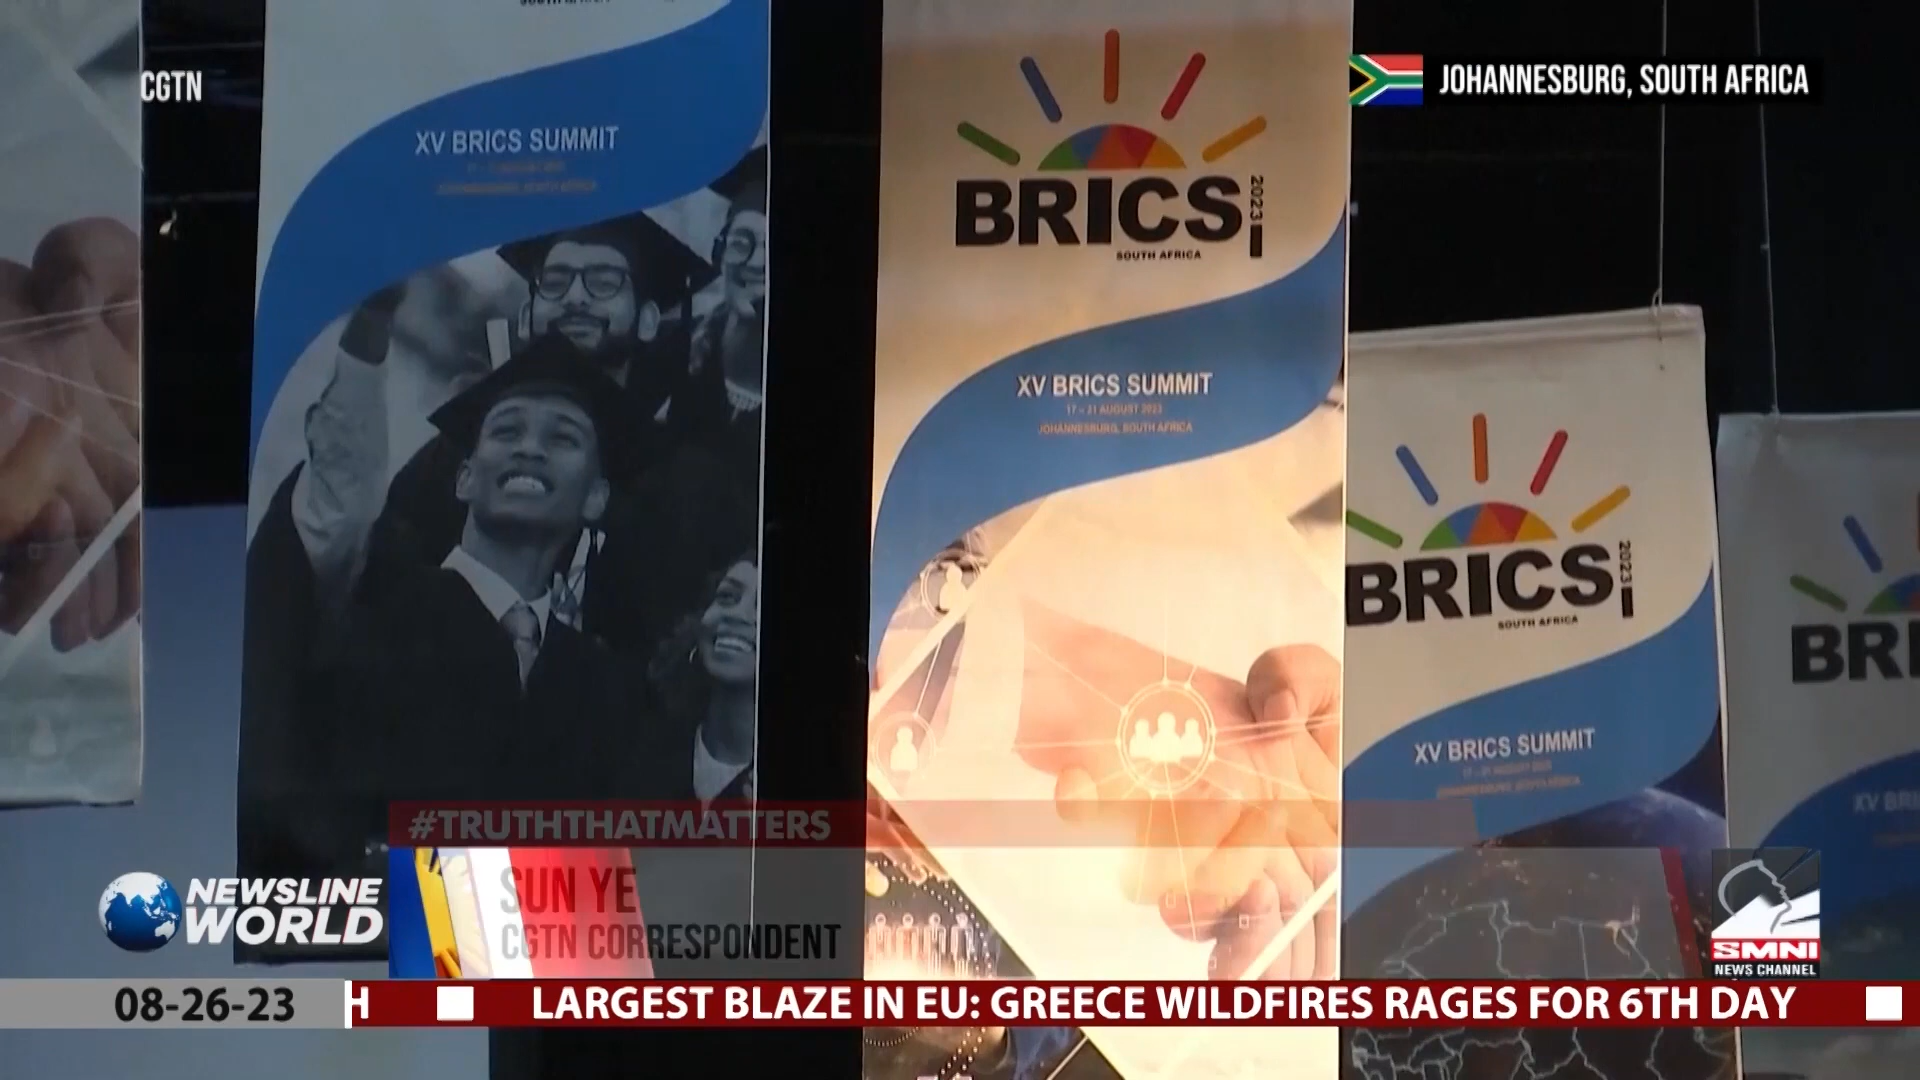 CGTN
JOHANNESBURG, SOUTH AFRICA
XV BRICS SUMMIT
BRICS
2023
SOUTH AFRICA
XV BRICS SUMMIT
JOHANNESBURG, SOUTH AFRICA
BRICS
2023
SOUTH AFRICA
XV BRICS SUMMIT
BRI
XV BRI
#TRUTHTHATMATTERS
SUN YE
CGTN CORRESPONDENT
NEWSLINE
WORLD
SMNI
NEWS CHANNEL
08-26-23
H
LARGEST BLAZE IN EU: GREECE WILDFIRES RAGES FOR 6TH DAY